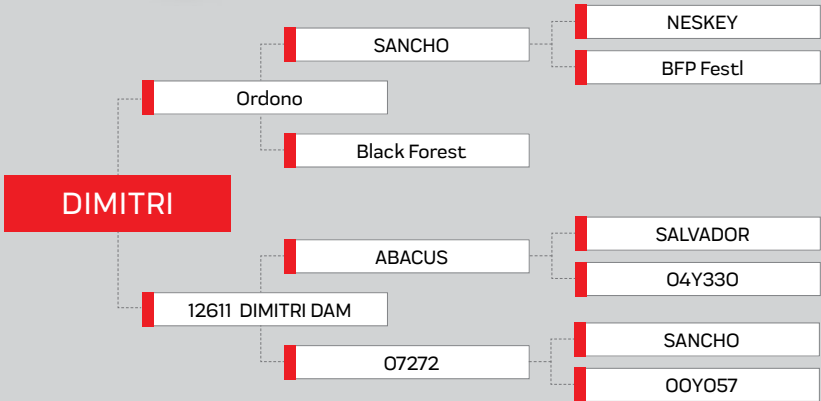 NESKEY
SANCHO
BFP Festl
Ordono
Black Forest
DIMITRI
SALVADOR
ABACUS
04Y330
12611 DIMITRI DAM
SANCHO
07272
00Y057